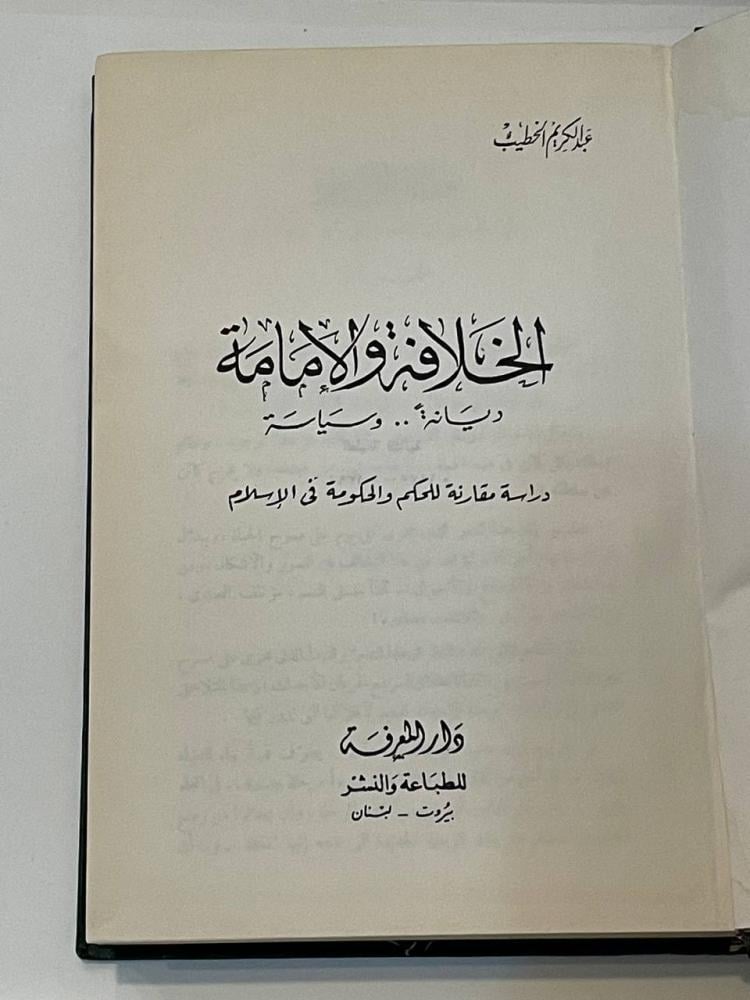 عبد الكريم الخطيب
الخلافة والإمامة
ديانةً .. وسياسة
دراسة مقارنة للحكم والحكومة في الإسلام
دار المعرفة
للطباعة والنشر
بيروت - لبنان